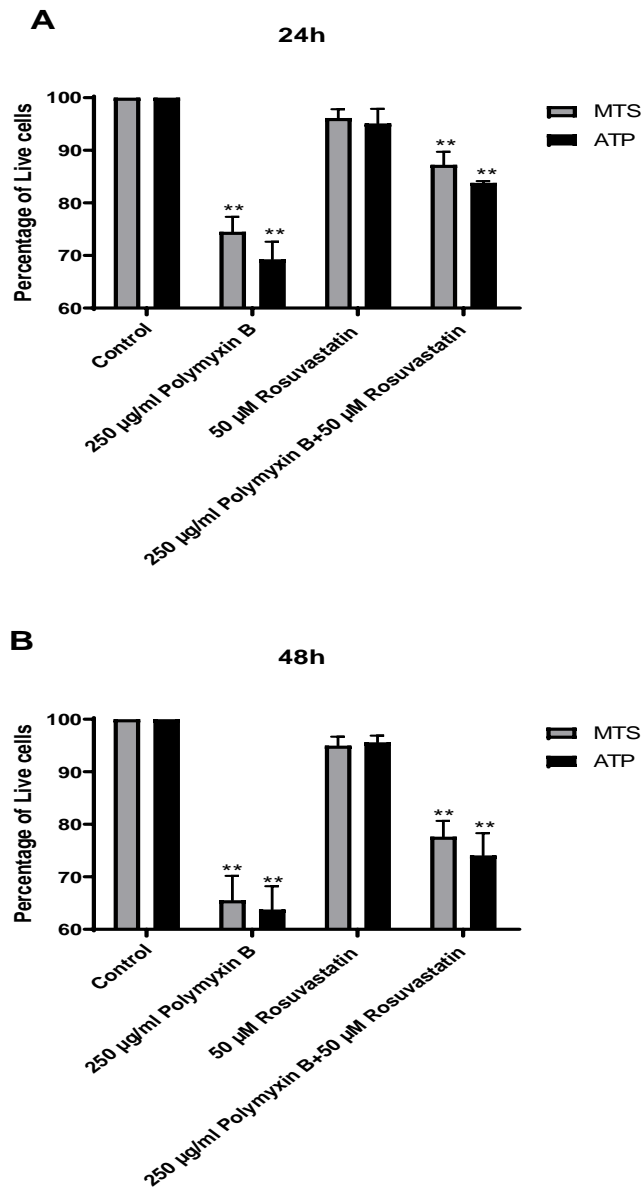 A
24h
Percentage of Live cells
100
90
80
70
60
**
**
**
**
MTS
ATP
Control
250 µg/ml Polymyxin B
50 µM Rosuvastatin
250 µg/ml Polymyxin B+50 µM Rosuvastatin
B
48h
Percentage of Live cells
100
90
80
70
60
**
**
**
**
MTS
ATP
Control
250 µg/ml Polymyxin B
50 µM Rosuvastatin
250 µg/ml Polymyxin B+50 µM Rosuvastatin